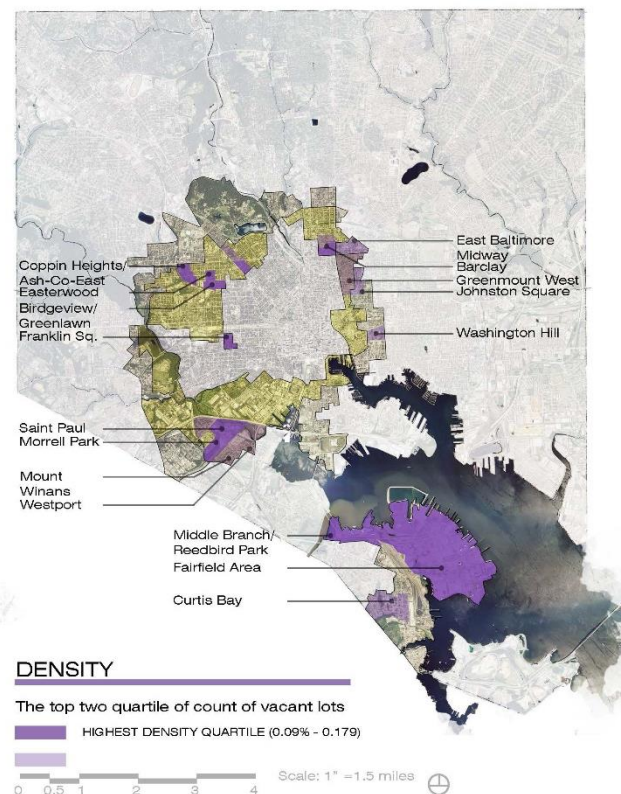 Coppin Heights/
Ash-Co-East
Easterwood
Birdgeview/
Greenlawn
Franklin Sq.
East Baltimore
Midway
Barclay
Greenmount West
Johnston Square
Washington Hill
Saint Paul
Morrell Park
Mount
Winans
Westport
Middle Branch/
Reedbird Park
Fairfield Area
Curtis Bay
DENSITY
The top two quartile of count of vacant lots
HIGHEST DENSITY QUARTILE (0.09% - 0.179)
0 0.5 1 2 3 4
Scale: 1" =1.5 miles